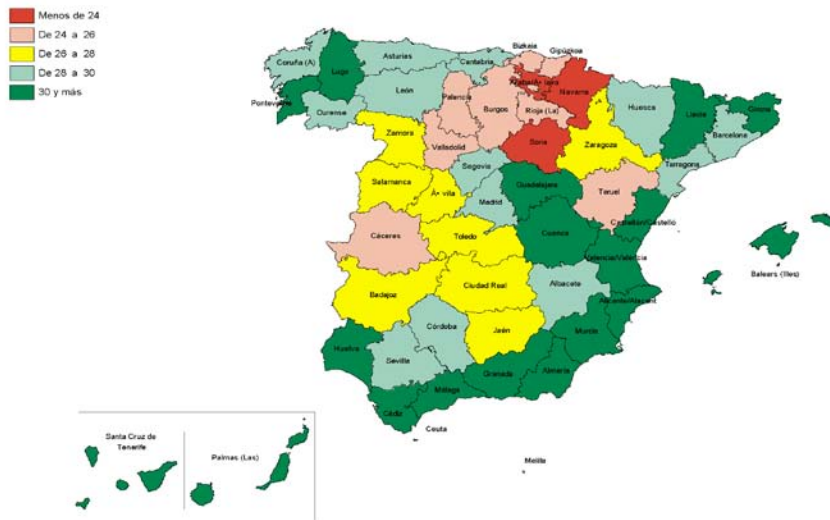 Menos de 24
De 24 a 26
De 26 a 28
De 28 a 30
30 y más
Coruña (A)
Lugo
Asturias
Cantabria
Bizkaia
Gipúzkoa
Navarra
Pontevedra
Ourense
León
Palencia
Burgos
Rioja (La)
Huesca
Lleida
Girona
Barcelona
Zamora
Valladolid
Soria
Zaragoza
Tarragona
Segovia
Salamanca
Á• vila
Madrid
Guadalajara
Teruel
Castellón/Castelló
Cáceres
Toledo
Cuenca
Valencia/València
Balears (Illes)
Badajoz
Ciudad Real
Albacete
Alicante/Alacant
Córdoba
Jaén
Murcia
Huelva
Sevilla
Granada
Almería
Málaga
Cádiz
Ceuta
Melilla
Santa Cruz de
Tenerife
Palmas (Las)